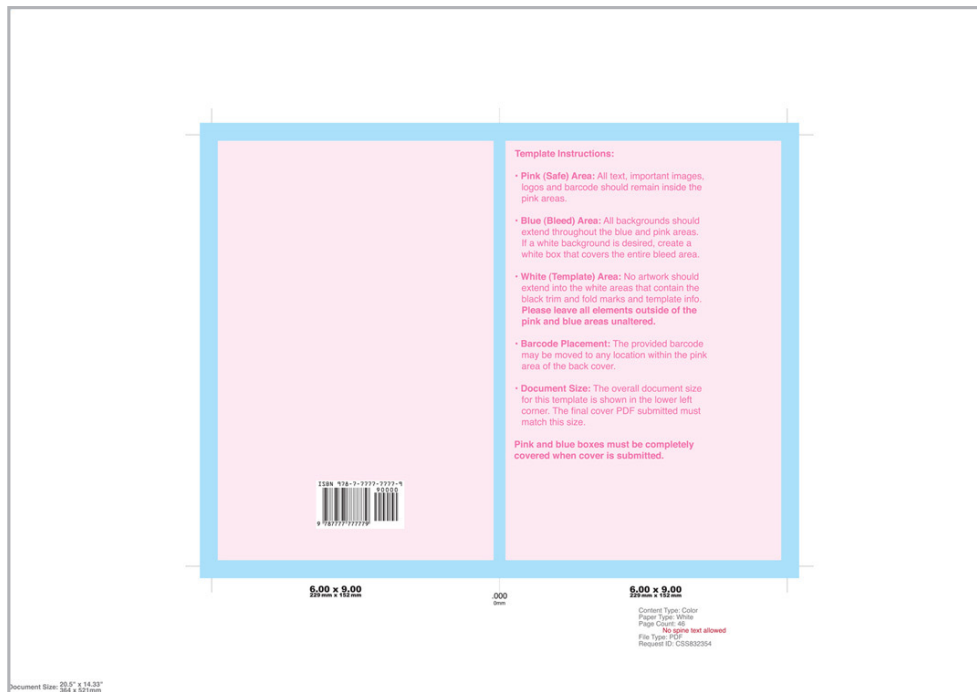 Template Instructions:
• Pink (Safe) Area: All text, important images,
logos and barcode should remain inside the
pink areas.
• Blue (Bleed) Area: All backgrounds should
extend throughout the blue and pink areas.
If a white background is desired, create a
white box that covers the entire bleed area.
• White (Template) Area: No artwork should
extend into the white areas that contain the
black trim and fold marks and template info.
Please leave all elements outside of the
pink and blue areas unaltered.
• Barcode Placement: The provided barcode
may be moved to any location within the pink
area of the back cover.
• Document Size: The overall document size
for this template is shown in the lower left
corner. The final cover PDF submitted must
match this size.
Pink and blue boxes must be completely
covered when cover is submitted.
ISBN 978-7-7777-7777-9
90000
9 787777 777779
6.00 x 9.00
229 mm x 152 mm
.000
0mm
6.00 x 9.00
229 mm x 152 mm
Content Type: Color
Paper Type: White
Page Count: 46
No spine text allowed
File Type: PDF
Request ID: CSS832354
Document Size: 20.5" x 14.33"
364 x 521mm